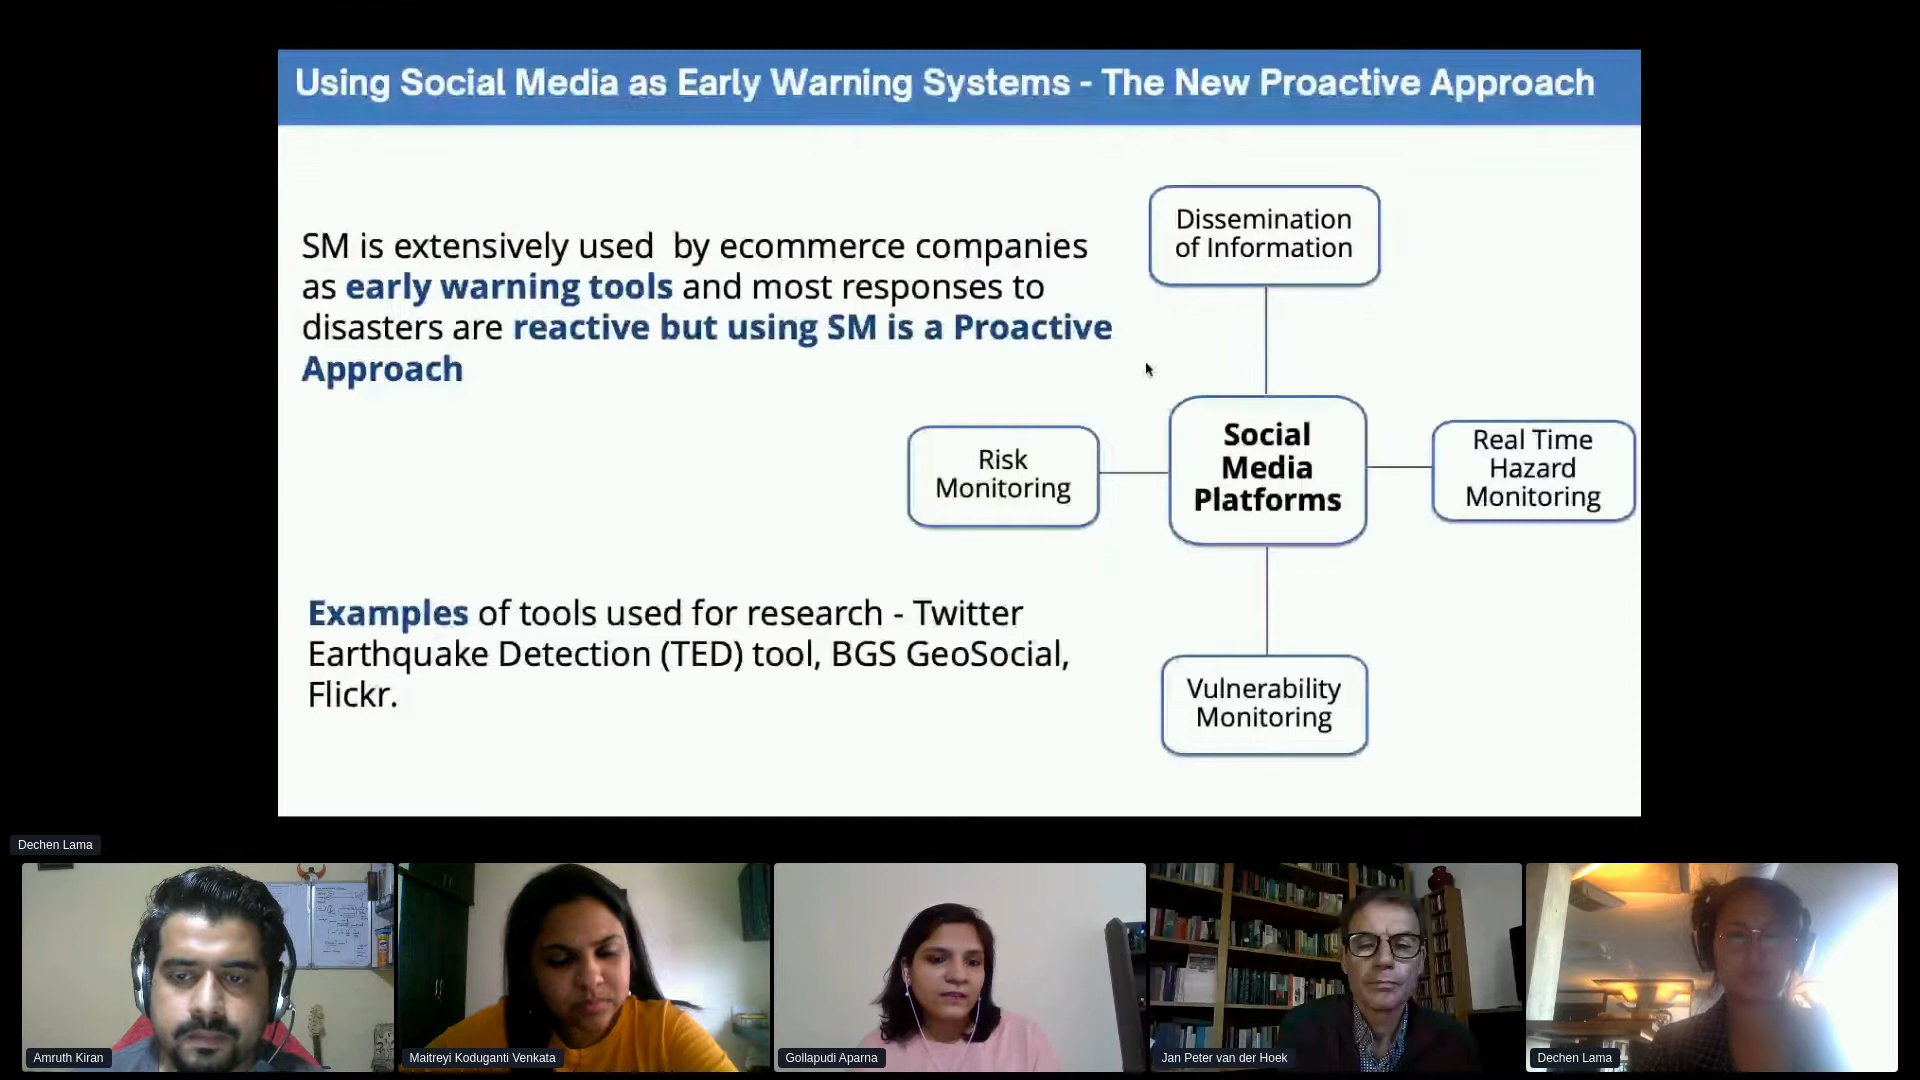 Using Social Media as Early Warning Systems - The New Proactive Approach
SM is extensively used  by ecommerce companies
as early warning tools and most responses to
disasters are reactive but using SM is a Proactive
Approach
Dissemination
of Information
Risk
Monitoring
Social
Media
Platforms
Real Time
Hazard
Monitoring
Vulnerability
Monitoring
Examples of tools used for research - Twitter
Earthquake Detection (TED) tool, BGS GeoSocial,
Flickr.
Dechen Lama
Amruth Kiran
Maitreyi Koduganti Venkata
Gollapudi Aparna
Jan Peter van der Hoek
Dechen Lama